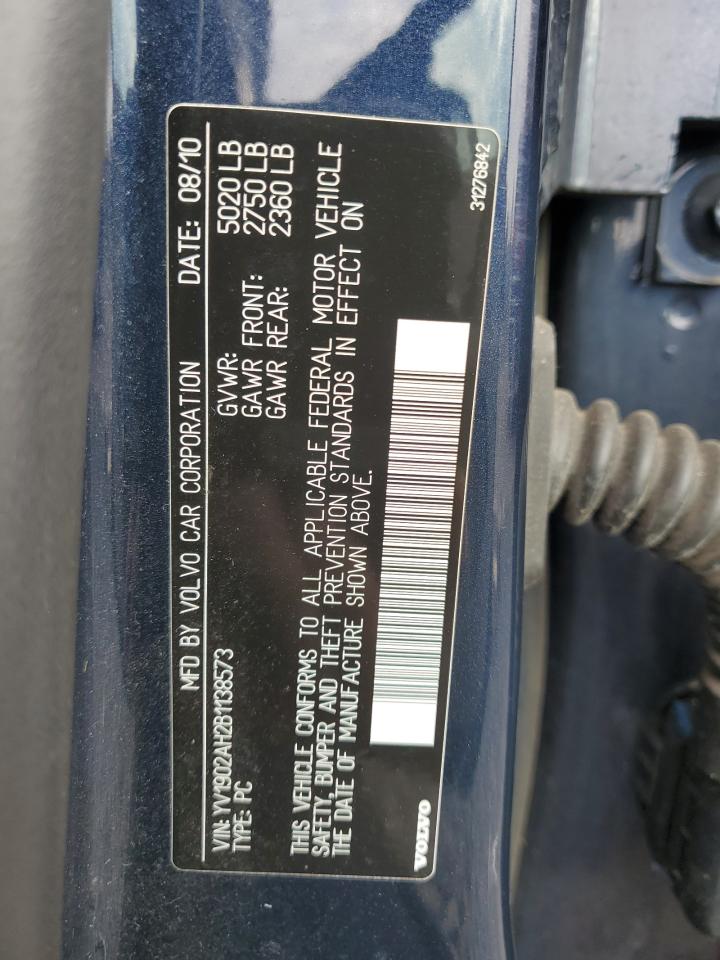 MFD BY VOLVO CAR CORPORATION DATE: 08/10
VIN: YV1902AH2B1138573
TYPE: PC
GVWR: 5020 LB
GAWR FRONT: 2750 LB
GAWR REAR: 2360 LB
THIS VEHICLE CONFORMS TO ALL APPLICABLE FEDERAL MOTOR VEHICLE
SAFETY, BUMPER AND THEFT PREVENTION STANDARDS IN EFFECT ON
THE DATE OF MANUFACTURE SHOWN ABOVE.
VOLVO
31276842